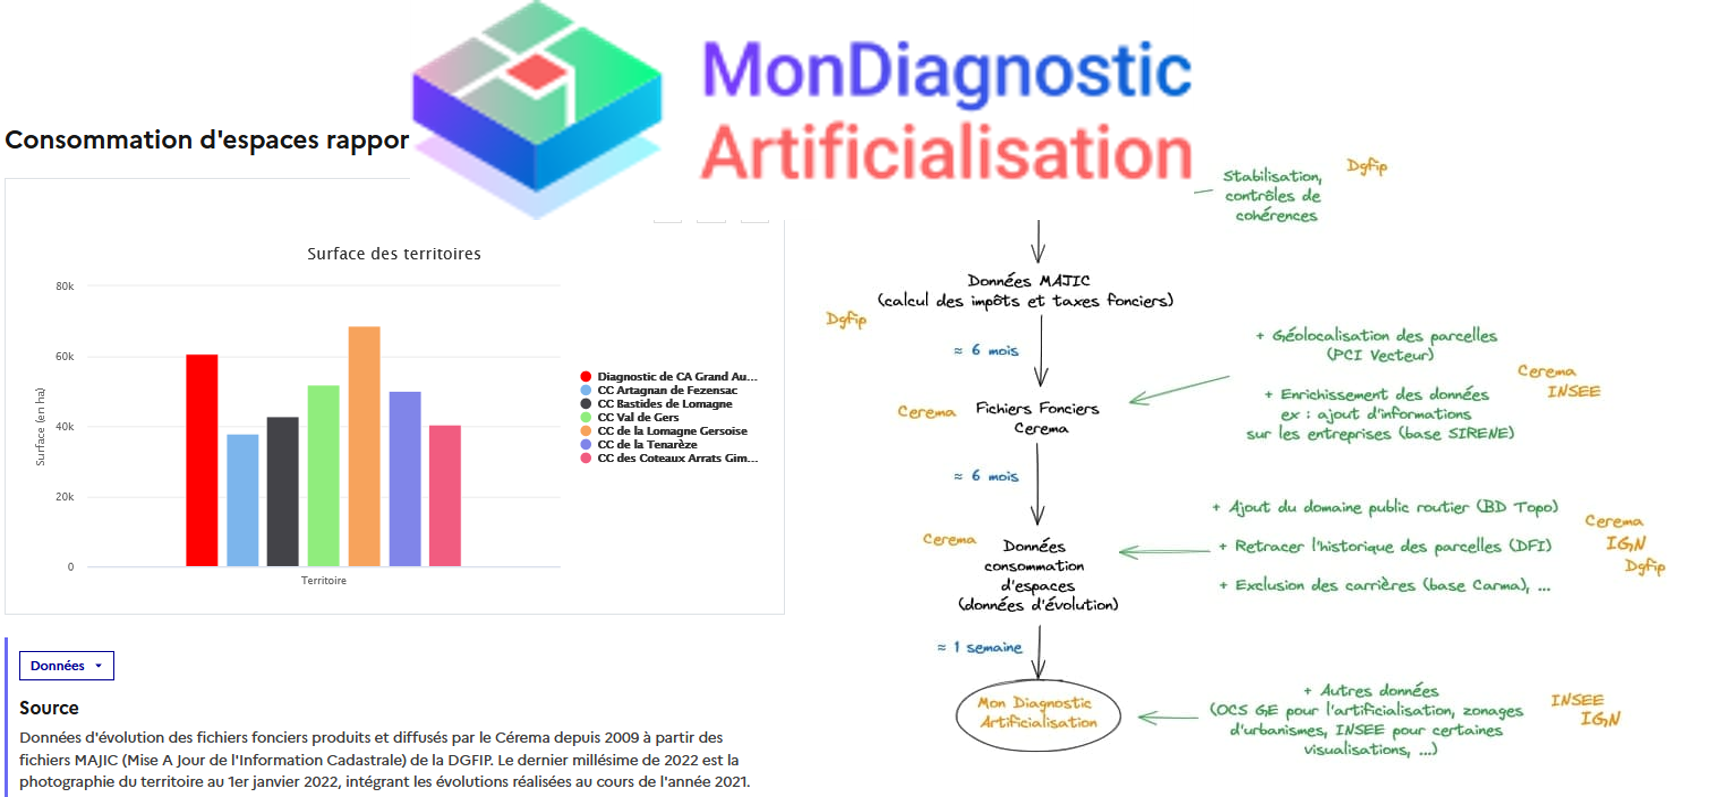 MonDiagnostic
Artificialisation
Consommation d'espaces rappor
Surface des territoires
80k
60k
40k
20k
0
Surface (en ha)
Territoire
Diagnostic de CA Grand Au...
CC Artagnan de Fezensac
CC Bastides de Lomagne
CC Val de Gers
CC de la Lomagne Gersoise
CC de la Tenarèze
CC des Coteaux Arrats Gim...
Données
Source
Données d'évolution des fichiers fonciers produits et diffusés par le Cérema depuis 2009 à partir des
fichiers MAJIC (Mise A Jour de l'Information Cadastrale) de la DGFIP. Le dernier millésime de 2022 est la
photographie du territoire au 1er janvier 2022, intégrant les évolutions réalisées au cours de l'année 2021.
Stabilisation,
contrôles de
cohérences
Dgfip
Données MAJIC
(calcul des impôts et taxes fonciers)
Dgfip
≈ 6 mois
+ Géolocalisation des parcelles
(PCI Vecteur)
+ Enrichissement des données
ex : ajout d'informations
sur les entreprises (base SIRENE)
Cerema
INSEE
Cerema
Fichiers Fonciers
Cerema
≈ 6 mois
+ Ajout du domaine public routier (BD Topo)
+ Retracer l'historique des parcelles (DFI)
+ Exclusion des carrières (base Carma), ...
Cerema
IGN
Dgfip
Cerema
Données
consommation
d'espaces
(données d'évolution)
≈ 1 semaine
Mon Diagnostic
Artificialisation
+ Autres données
(OCS GE pour l'artificialisation, zonages
d'urbanismes, INSEE pour certaines
visualisations, ...)
INSEE
IGN